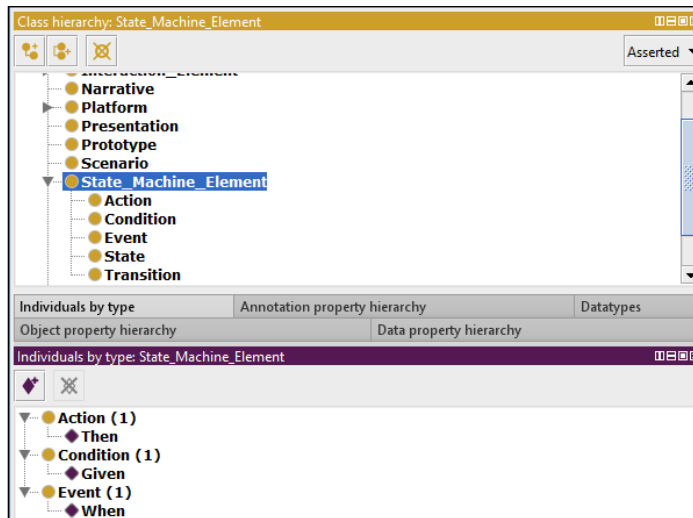 Class hierarchy: State_Machine_Element
Asserted
Interaction_Element
Narrative
Platform
Presentation
Prototype
Scenario
State_Machine_Element
Action
Condition
Event
State
Transition
Individuals by type Annotation property hierarchy Datatypes
Object property hierarchy Data property hierarchy
Individuals by type: State_Machine_Element
Action (1)
Then
Condition (1)
Given
Event (1)
When